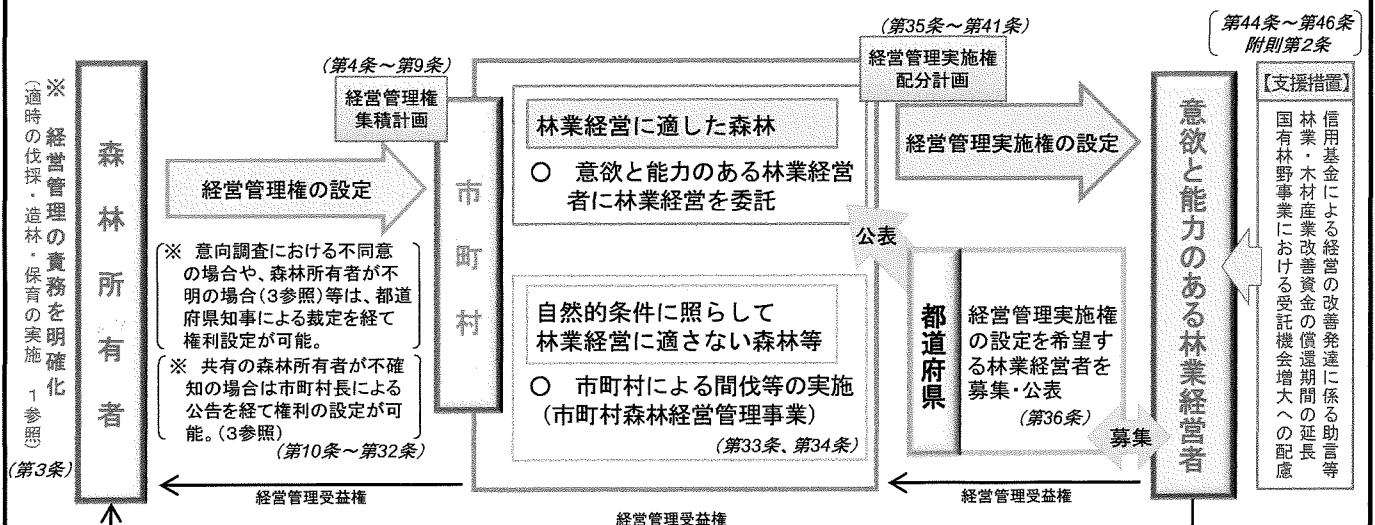 (第44条～第46条
附則第2条
(第35条～第41条)
経営管理実施権
配分計画
(第4条～第9条)
経営管理権
集積計画
【支援措置】
信用基金による経営の改善発達に係る助言等
林業・木材産業改善資金の償還期間の延長
国有林野事業における受託機会増大への配慮
※ 経営管理の責務を明確化
(適時の伐採・造林・保育の実施 1参照)
(第3条)
森林所有者
経営管理権の設定
※ 意向調査における不同意
の場合や、森林所有者が不
明の場合(3参照)等は、都道
府県知事による裁定を経て
権利設定が可能。
※ 共有の森林所有者が不確
知の場合は市町村長による
公告を経て権利の設定が可
能。(3参照)
(第10条～第32条)
市町村
林業経営に適した森林
○ 意欲と能力のある林業経営
者に林業経営を委託
自然的条件に照らして
林業経営に適さない森林等
○ 市町村による間伐等の実施
(市町村森林経営管理事業)
(第33条、第34条)
経営管理実施権の設定
公表
都道府県
経営管理実施権
の設定を希望す
る林業経営者を
募集・公表
(第36条)
募集
意欲と能力のある林業経営者
経営管理受益権
経営管理受益権
経営管理受益権